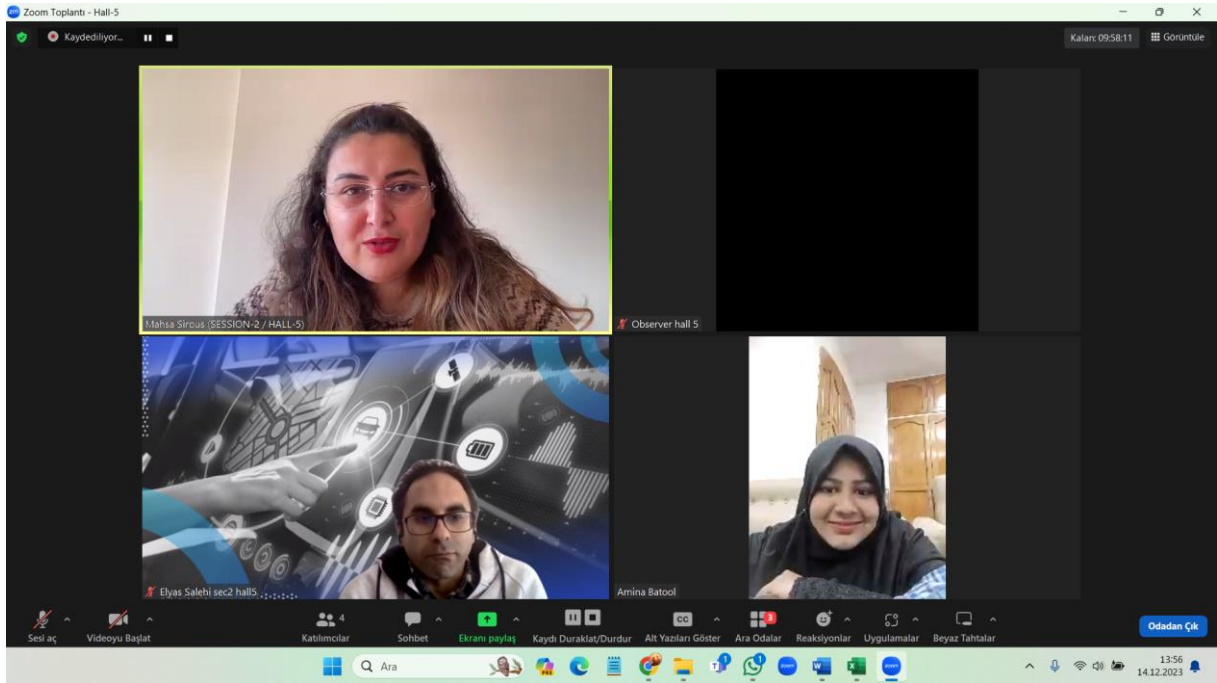 Zoom Toplantı - Hall-5
Kaydediliyor...
Kalan: 09:58:11
Görüntüle
Mahsa Sirous (SESSION-2 / HALL-5)
Observer hall 5
Elyas Salehi sec2 hall5
Amina Batool
Sesi aç
Videoyu Başlat
4
Katılımcılar
Sohbet
Ekranı paylaş
Kaydı Duraklat/Durdur
CC
Alt Yazıları Göster
3
Ara Odalar
Reaksiyonlar
Uygulamalar
Beyaz Tahtalar
Odadan Çık
Ara
13:56
14.12.2023